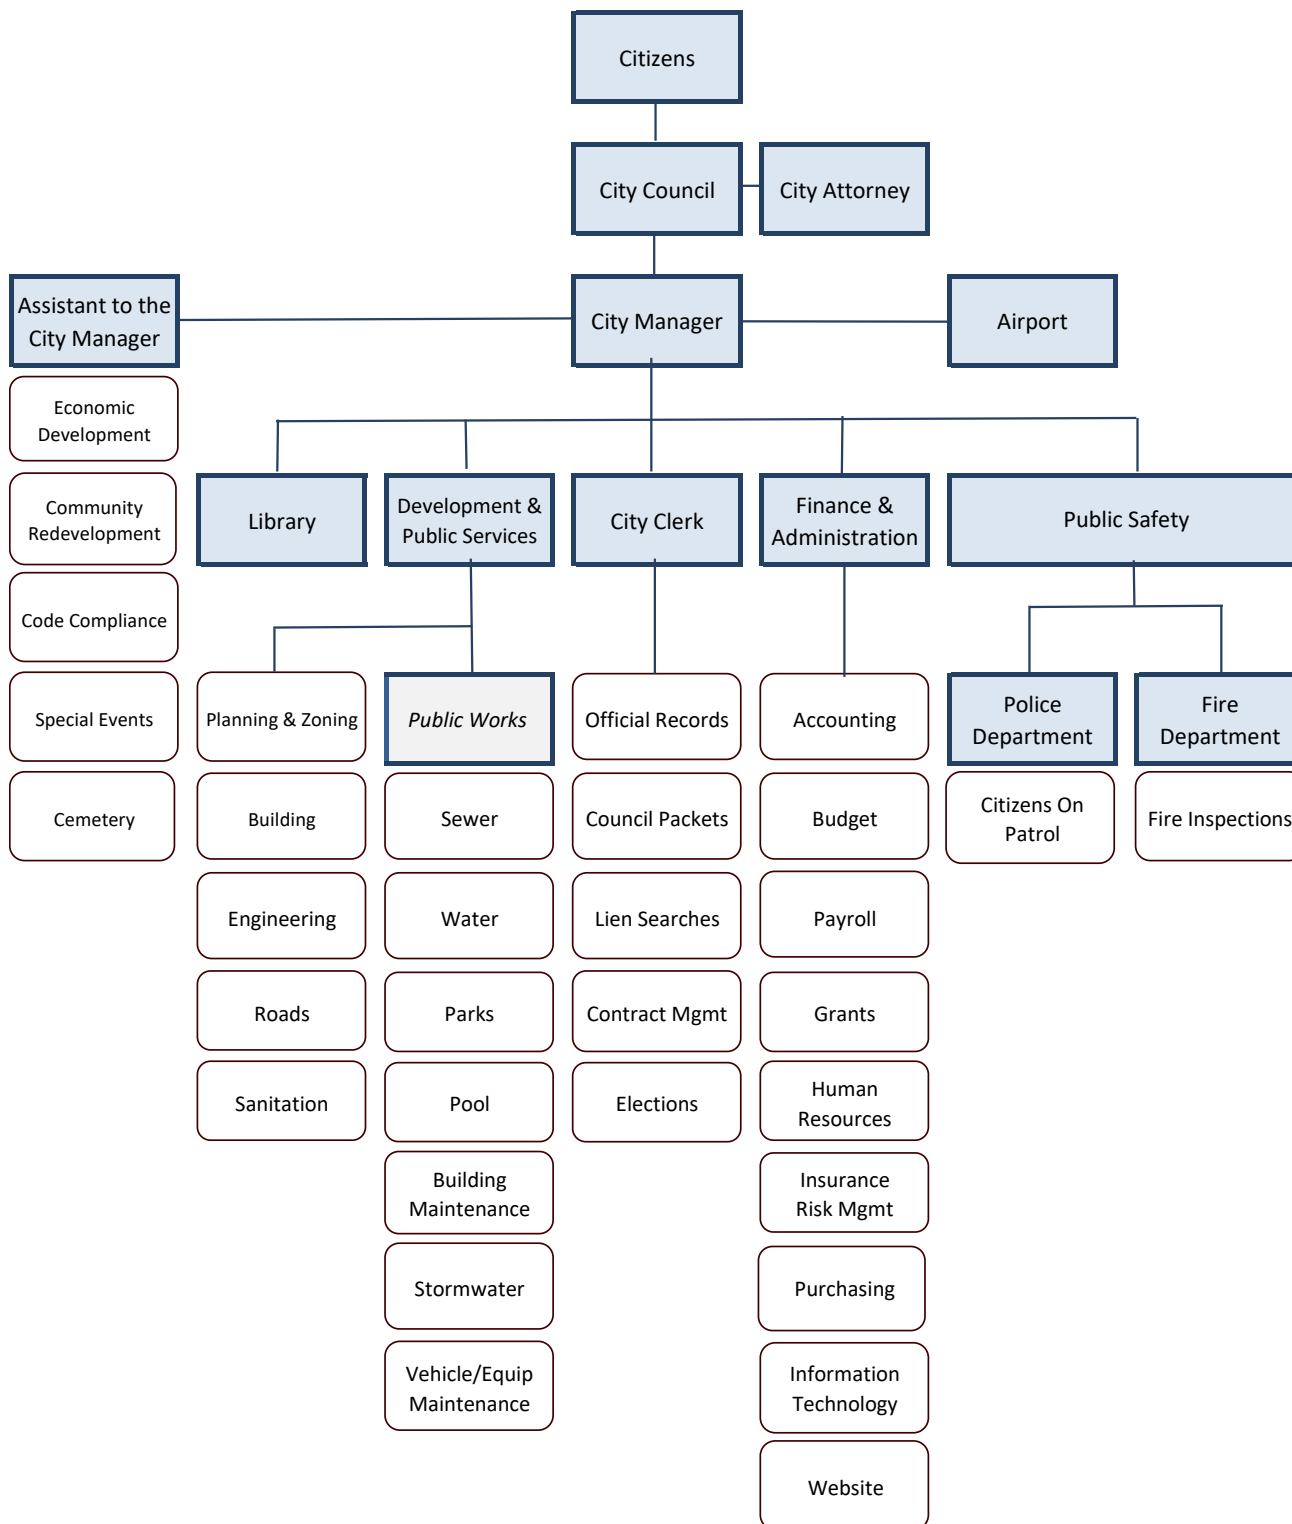 Citizens
City Council
City Attorney
Assistant to the
City Manager
City Manager
Airport
Economic
Development
Community
Redevelopment
Code Compliance
Special Events
Cemetery
Library
Development &
Public Services
City Clerk
Finance &
Administration
Public Safety
Planning & Zoning
Building
Engineering
Roads
Sanitation
Public Works
Sewer
Water
Parks
Pool
Building
Maintenance
Stormwater
Vehicle/Equip
Maintenance
Official Records
Council Packets
Lien Searches
Contract Mgmt
Elections
Accounting
Budget
Payroll
Grants
Human
Resources
Insurance
Risk Mgmt
Purchasing
Information
Technology
Website
Police
Department
Citizens On
Patrol
Fire
Department
Fire Inspections